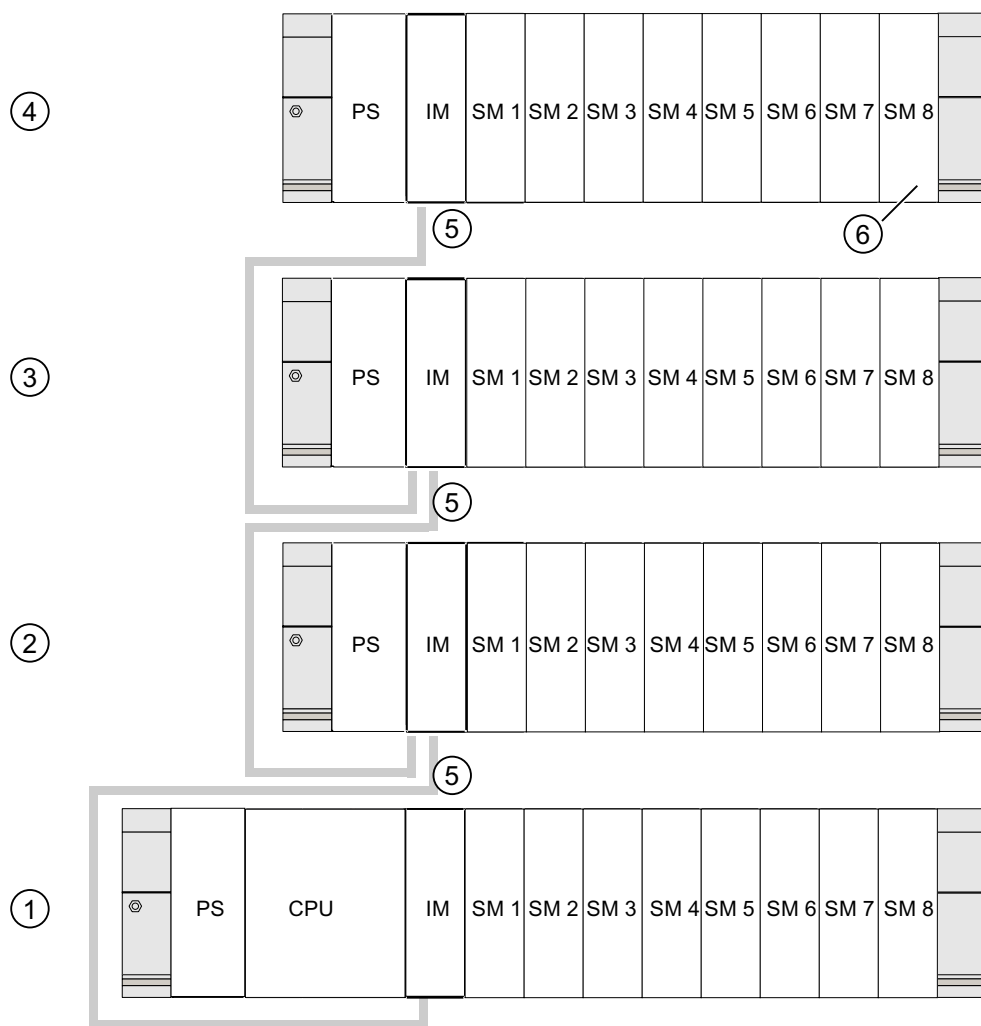 ④ PS IM SM 1 SM 2 SM 3 SM 4 SM 5 SM 6 SM 7 SM 8
⑤ ⑥
③ PS IM SM 1 SM 2 SM 3 SM 4 SM 5 SM 6 SM 7 SM 8
⑤
② PS IM SM 1 SM 2 SM 3 SM 4 SM 5 SM 6 SM 7 SM 8
⑤
① PS CPU IM SM 1 SM 2 SM 3 SM 4 SM 5 SM 6 SM 7 SM 8